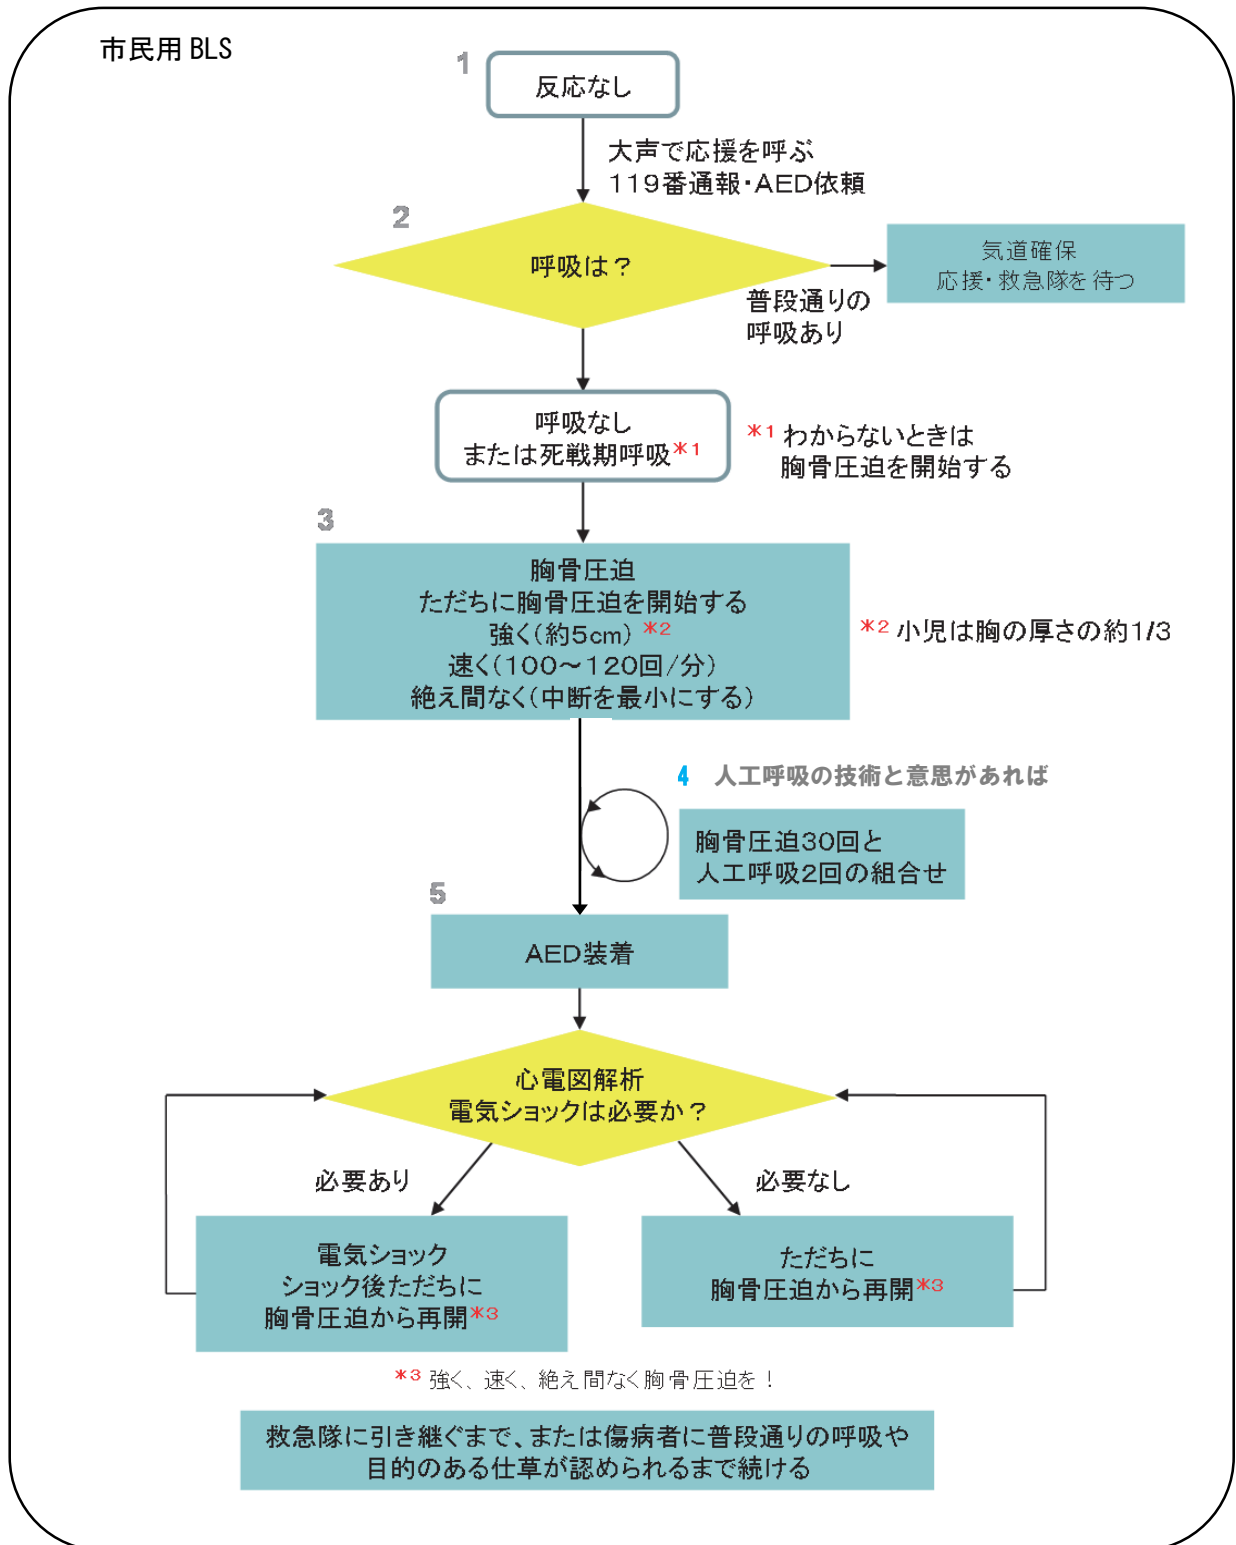 市民用 BLS
1
反応なし
大声で応援を呼ぶ
119番通報・AED依頼
2
呼吸は？
気道確保
応援・救急隊を待つ
普段通りの
呼吸あり
呼吸なし
または死戦期呼吸*1
*1 わからないときは
胸骨圧迫を開始する
3
胸骨圧迫
ただちに胸骨圧迫を開始する
強く(約5cm) *2
速く(100～120回/分)
絶え間なく(中断を最小にする)
*2 小児は胸の厚さの約1/3
4 人工呼吸の技術と意思があれば
胸骨圧迫30回と
人工呼吸2回の組合せ
5
AED装着
心電図解析
電気ショックは必要か？
必要あり
必要なし
電気ショック
ショック後ただちに
胸骨圧迫から再開*3
ただちに
胸骨圧迫から再開*3
*3 強く、速く、絶え間なく胸骨圧迫を！
救急隊に引き継ぐまで、または傷病者に普段通りの呼吸や
目的のある仕草が認められるまで続ける